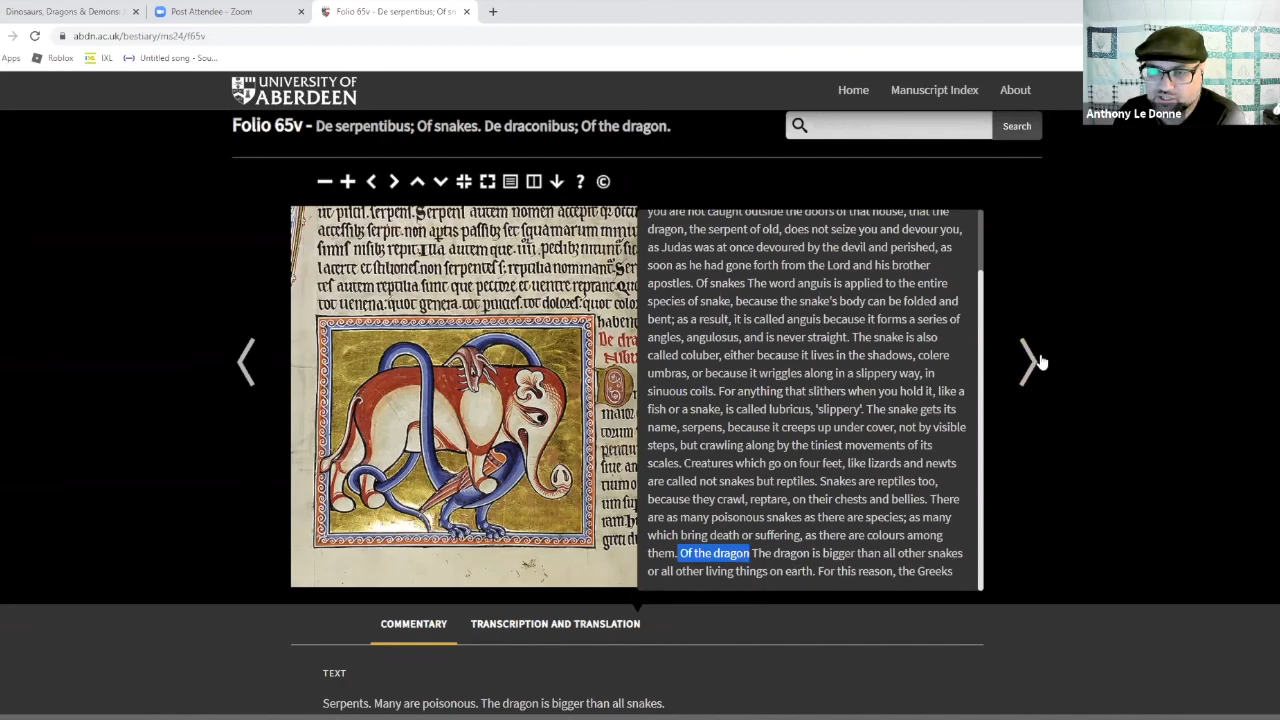 Dinosaurs, Dragons & Demons
Post Attendee - Zoom
Folio 65v - De serpentibus; Of sn
abdn.ac.uk/bestiary/ms24/f65v
Apps
Roblox
IXL
Untitled song - Sou...
UNIVERSITY OF
ABERDEEN
Home
Manuscript Index
About
Folio 65v - De serpentibus; Of snakes. De draconibus; Of the dragon.
Search
Anthony Le Donne
you are not caught outside the doors of that house, that the
dragon, the serpent of old, does not seize you and devour you,
as Judas was at once devoured by the devil and perished, as
soon as he had gone forth from the Lord and his brother
apostles. Of snakes The word anguis is applied to the entire
species of snake, because the snake's body can be folded and
bent; as a result, it is called anguis because it forms a series of
angles, angulosus, and is never straight. The snake is also
called coluber, either because it lives in the shadows, colere
umbras, or because it wriggles along in a slippery way, in
sinuous coils. For anything that slithers when you hold it, like a
fish or a snake, is called lubricus, 'slippery'. The snake gets its
name, serpens, because it creeps up under cover, not by visible
steps, but crawling along by the tiniest movements of its
scales. Creatures which go on four feet, like lizards and newts
are called not snakes but reptiles. Snakes are reptiles too,
because they crawl, reptare, on their chests and bellies. There
are as many poisonous snakes as there are species; as many
which bring death or suffering, as there are colours among
them. Of the dragon The dragon is bigger than all other snakes
or all other living things on earth. For this reason, the Greeks
COMMENTARY
TRANSCRIPTION AND TRANSLATION
TEXT
Serpents. Many are poisonous. The dragon is bigger than all snakes.